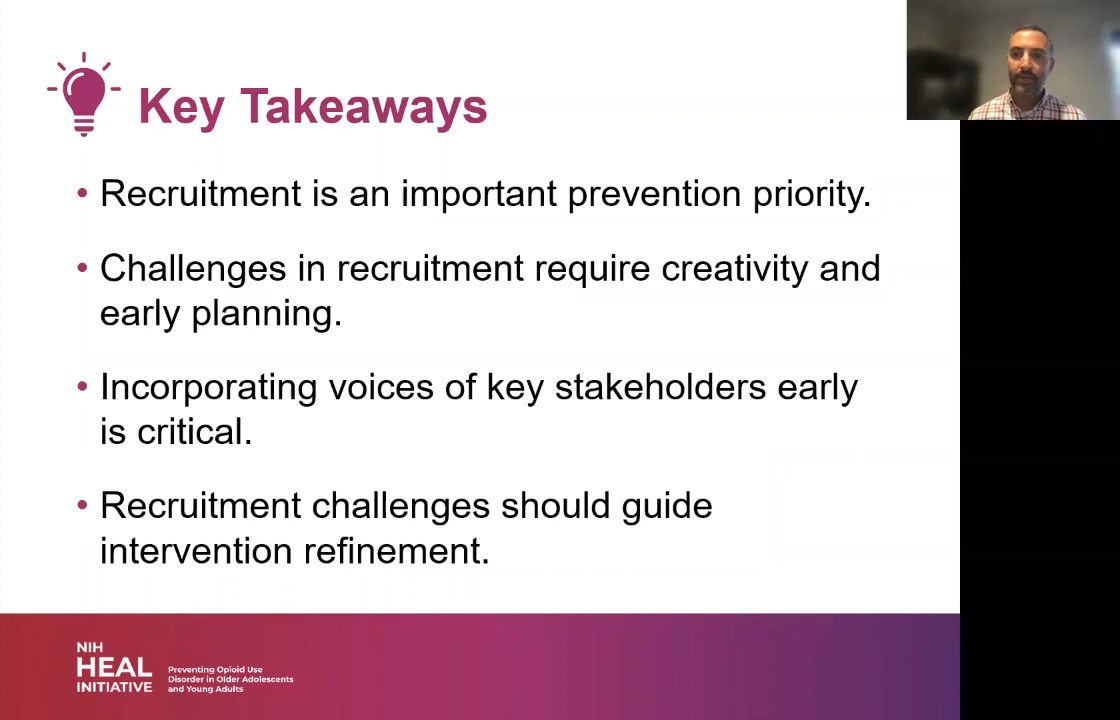 Key Takeaways
• Recruitment is an important prevention priority.
• Challenges in recruitment require creativity and
early planning.
• Incorporating voices of key stakeholders early
is critical.
• Recruitment challenges should guide
intervention refinement.
NIH
HEAL
INITIATIVE
Preventing Opioid Use
Disorder in Older Adolescents
and Young Adults